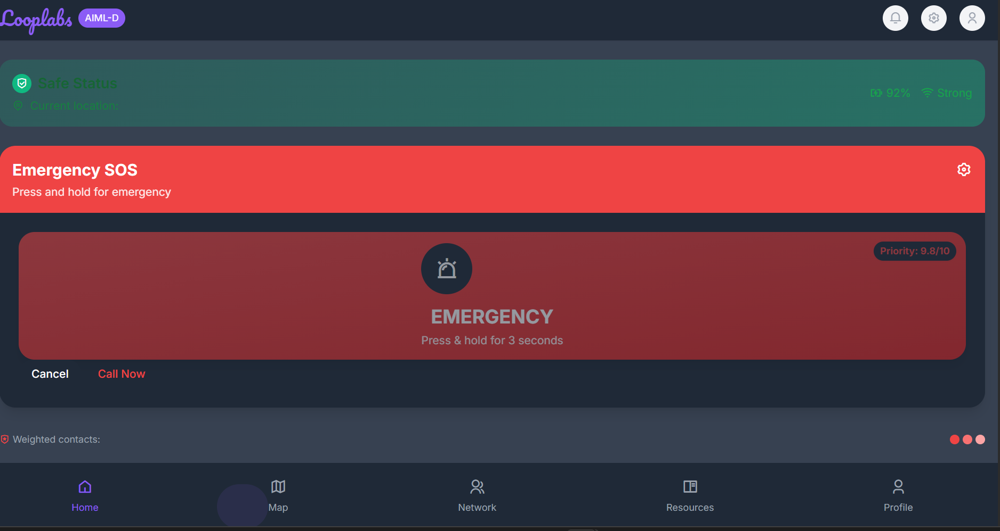 Looplabs AIML-D
Safe Status
Current location:
92% Strong
Emergency SOS
Press and hold for emergency
Priority: 9.8/10
EMERGENCY
Press & hold for 3 seconds
Cancel Call Now
Weighted contacts:
Home Map Network Resources Profile